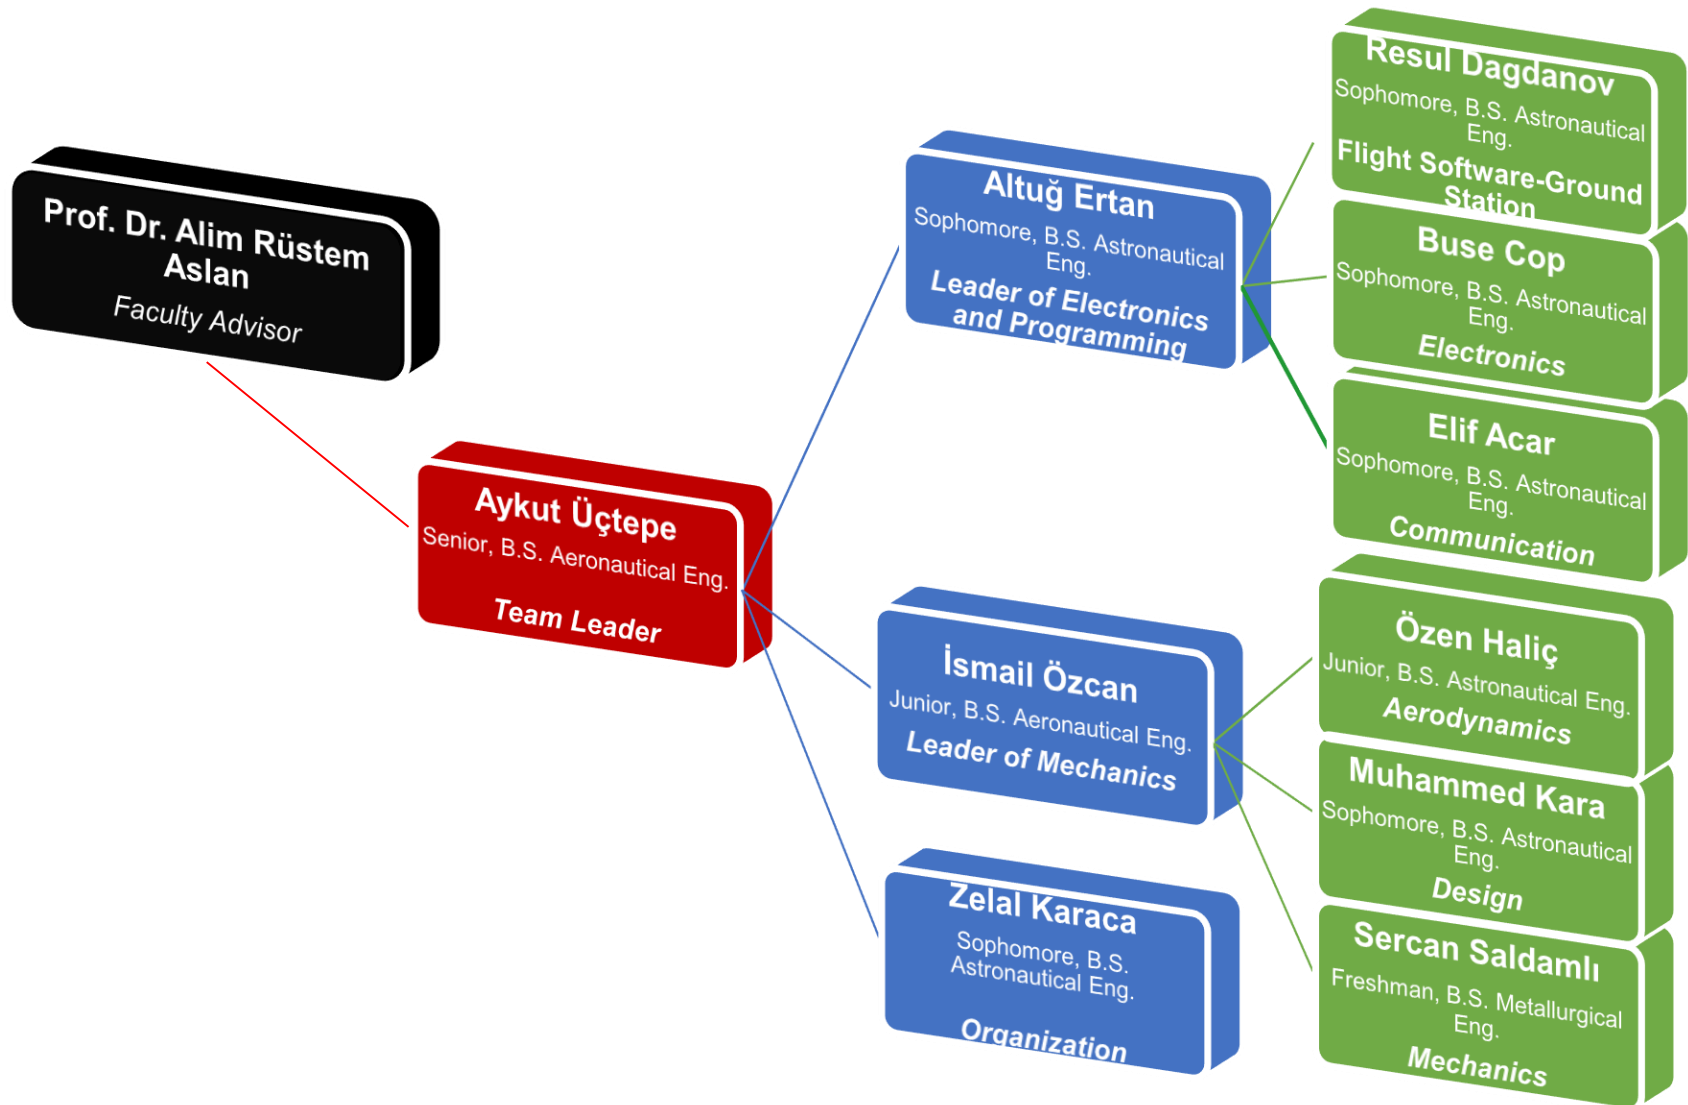 Prof. Dr. Alim Rüstem
Aslan
Faculty Advisor
Aykut Üçtepe
Senior, B.S. Aeronautical Eng.
Team Leader
Altuğ Ertan
Sophomore, B.S. Astronautical
Eng.
Leader of Electronics
and Programming
İsmail Özcan
Junior, B.S. Aeronautical Eng.
Leader of Mechanics
Zelal Karaca
Sophomore, B.S.
Astronautical Eng.
Organization
Resul Dagdanov
Sophomore, B.S. Astronautical
Eng.
Flight Software-Ground
Station
Buse Cop
Sophomore, B.S. Astronautical
Eng.
Electronics
Elif Acar
Sophomore, B.S. Astronautical
Eng.
Communication
Özen Haliç
Junior, B.S. Astronautical Eng.
Aerodynamics
Muhammed Kara
Sophomore, B.S. Astronautical
Eng.
Design
Sercan Saldamlı
Freshman, B.S. Metallurgical
Eng.
Mechanics